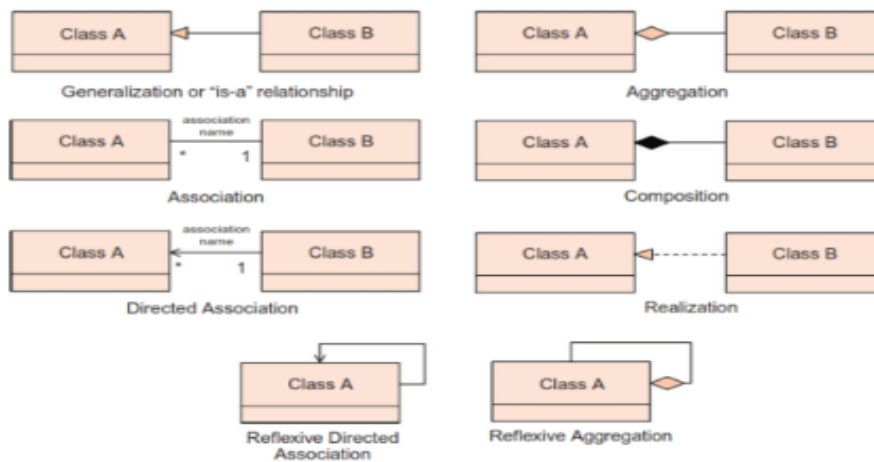 Class A
Class B
Generalization or "is-a" relationship
Class A
Class B
Aggregation
Class A
association
name
*
1
Class B
Association
Class A
Class B
Composition
Class A
association
name
*
1
Class B
Directed Association
Class A
Class B
Realization
Class A
Reflexive Directed
Association
Class A
Reflexive Aggregation